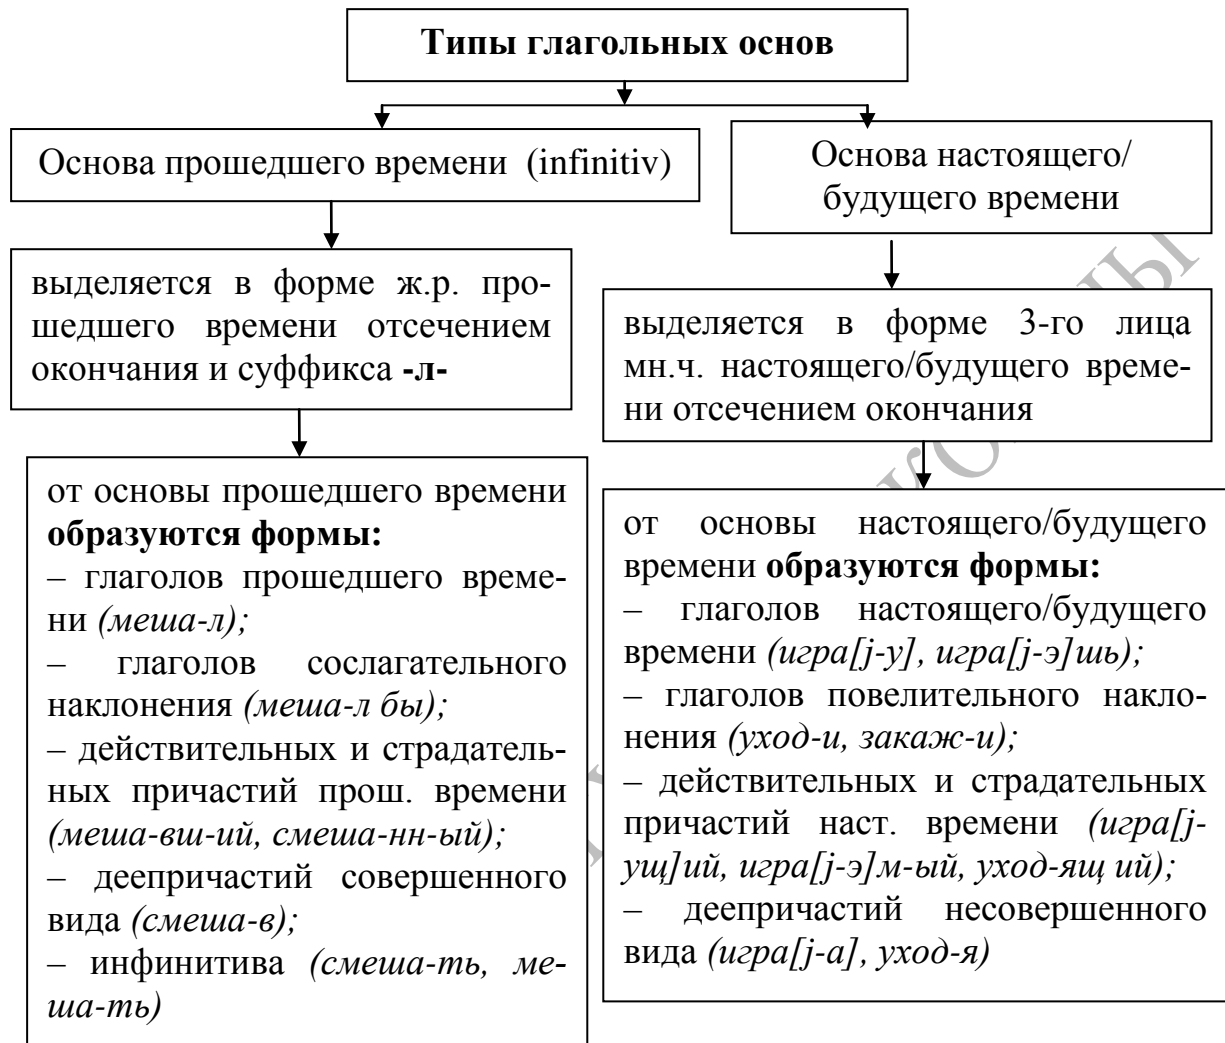 Типы глагольных основ
Основа прошедшего времени (infinitiv)
Основа настоящего/
будущего времени
выделяется в форме ж.р. про-
шедшего времени отсечением
окончания и суффикса -л-
выделяется в форме 3-го лица
мн.ч. настоящего/будущего време-
ни отсечением окончания
от основы прошедшего времени
образуются формы:
– глаголов прошедшего време-
ни (меша-л);
– глаголов сослагательного
наклонения (меша-л бы);
– действительных и страдатель-
ных причастий прош. времени
(меша-вш-ий, смеша-нн-ый);
– деепричастий совершенного
вида (смеша-в);
– инфинитива (смеша-ть, ме-
ша-ть)
от основы настоящего/будущего
времени образуются формы:
– глаголов настоящего/будущего
времени (игра[j-у], игра[j-э]шь);
– глаголов повелительного накло-
нения (уход-и, закаж-и);
– действительных и страдательных
причастий наст. времени (игра[j-
ущ]ий, игра[j-э]м-ый, уход-ящ ий);
– деепричастий несовершенного
вида (игра[j-а], уход-я)